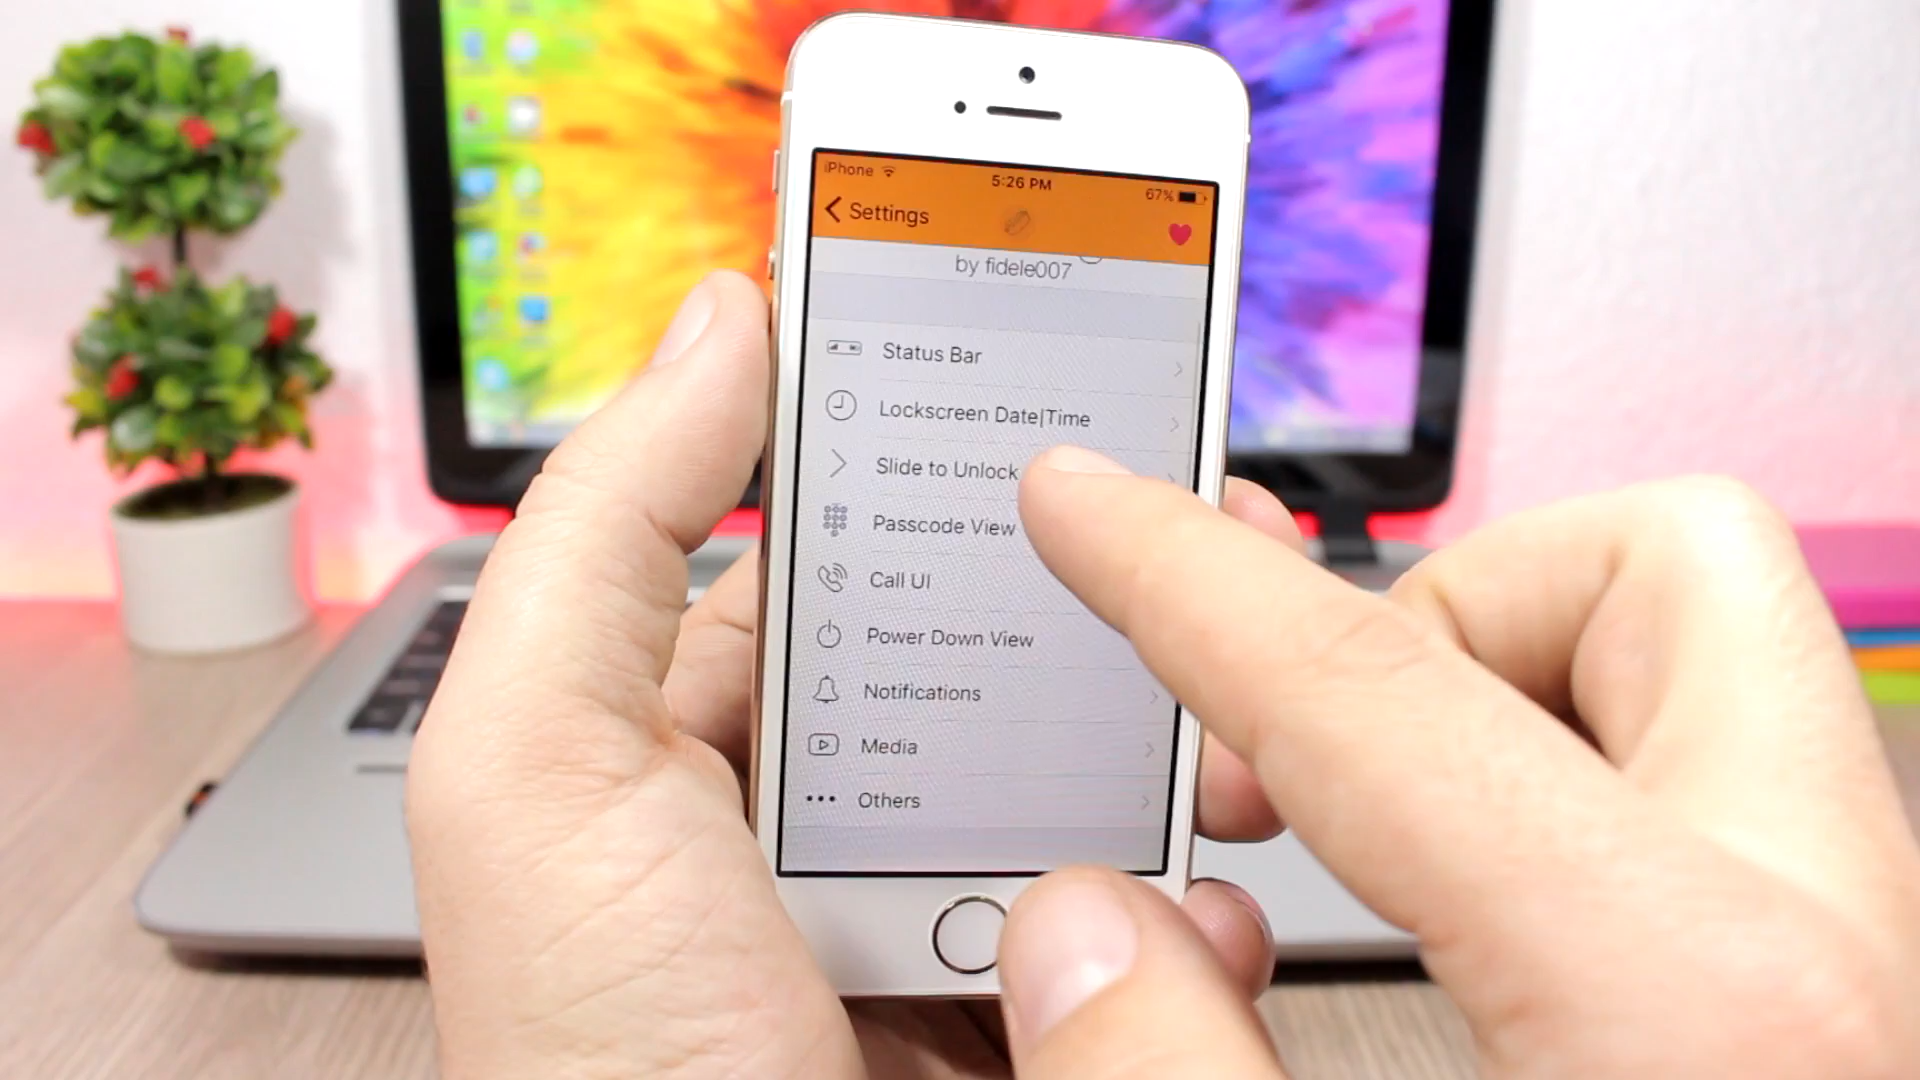 iPhone
5:26 PM
67%
Settings
by fidele007
Status Bar
Lockscreen Date|Time
Slide to Unlock
Passcode View
Call UI
Power Down View
Notifications
Media
Others